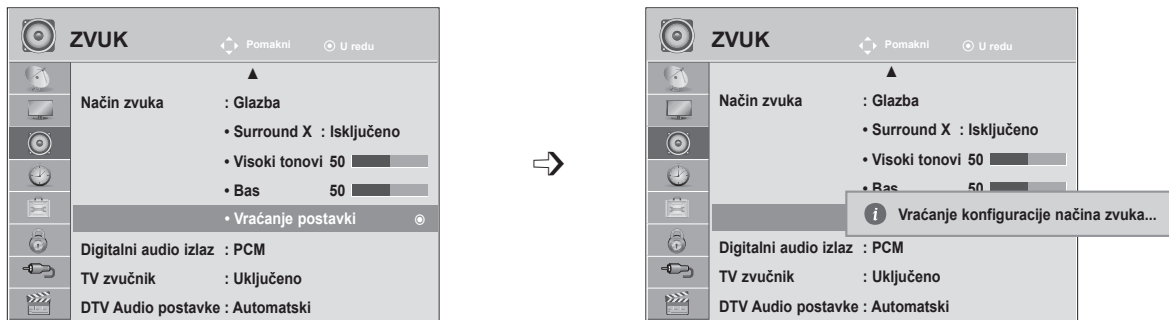 ZVUK
Pomakni
U redu
▲
Način zvuka : Glazba
• Surround X : Isključeno
• Visoki tonovi 50
• Bas 50
• Vraćanje postavki
Digitalni audio izlaz : PCM
TV zvučnik : Uključeno
DTV Audio postavke : Automatski
ZVUK
Pomakni
U redu
▲
Način zvuka : Glazba
• Surround X : Isključeno
• Visoki tonovi 50
• Bas 50
i Vraćanje konfiguracije načina zvuka...
Digitalni audio izlaz : PCM
TV zvučnik : Uključeno
DTV Audio postavke : Automatski